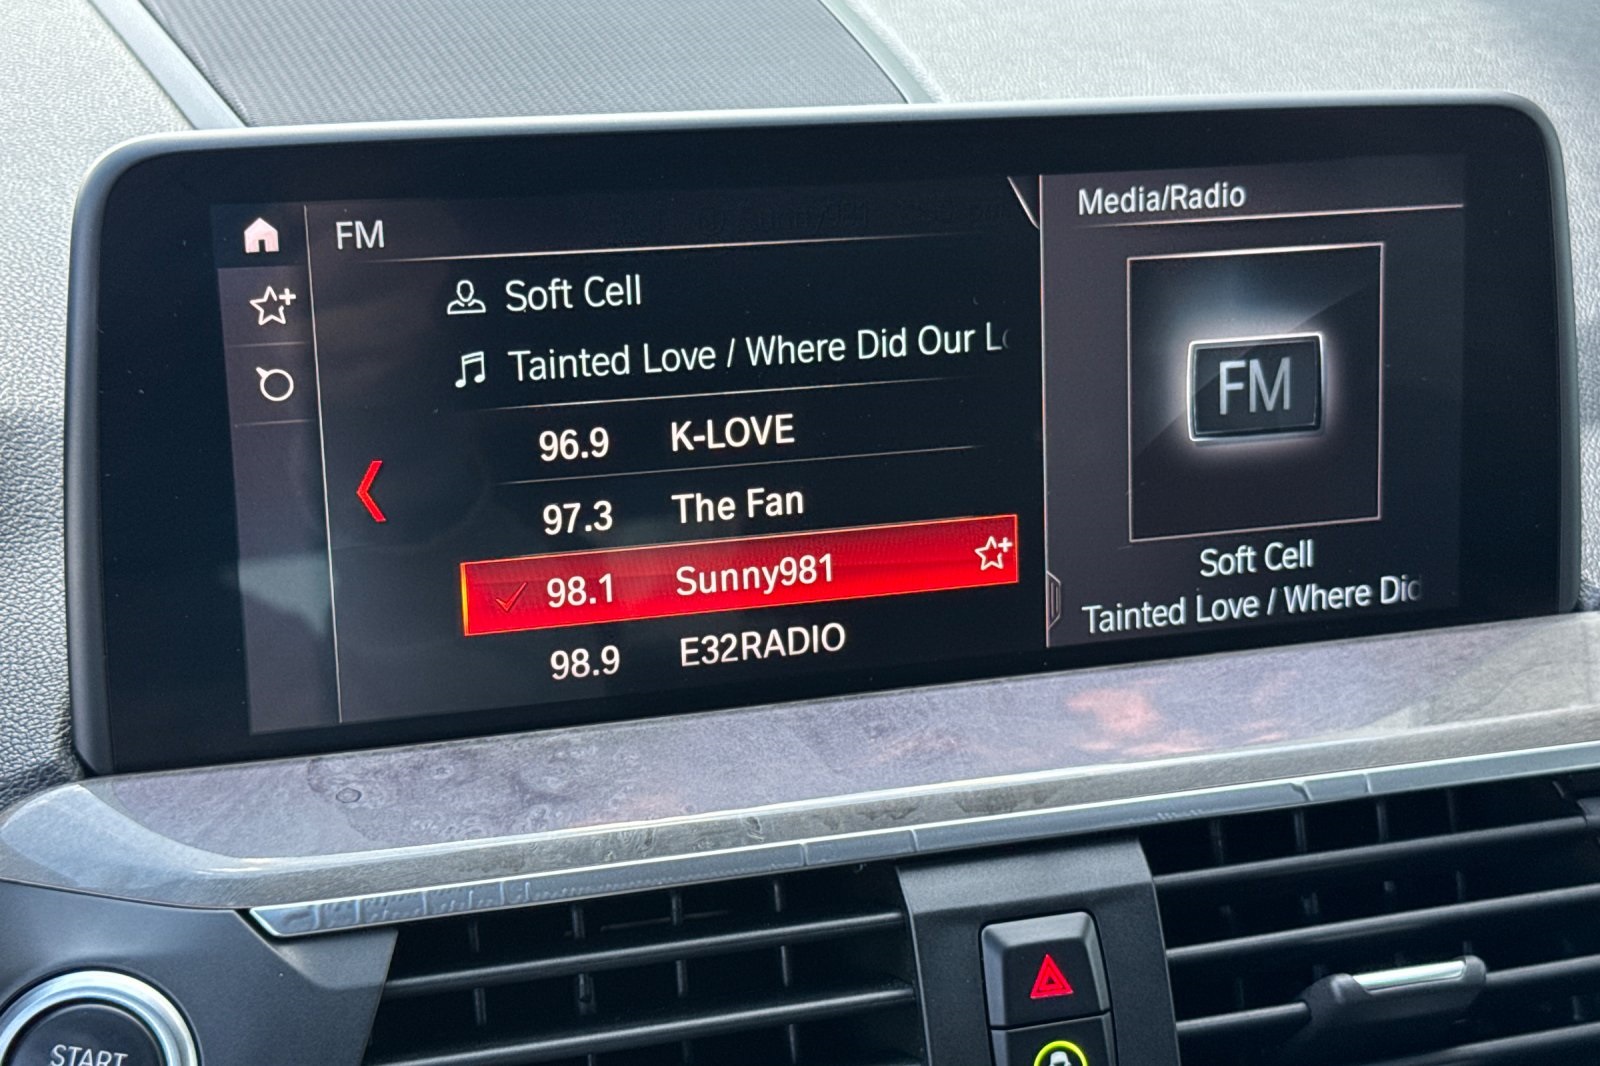 FM
Soft Cell
Tainted Love / Where Did Our L
96.9 K-LOVE
97.3 The Fan
98.1 Sunny981
98.9 E32RADIO
Media/Radio
FM
Soft Cell
Tainted Love / Where Did
START